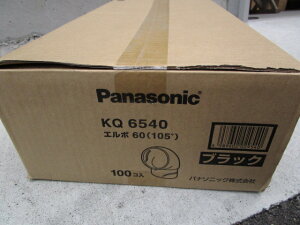 Panasonic
KQ 6540
エルボ 60(105°)
ブラック
100コ入
パナソニック株式会社